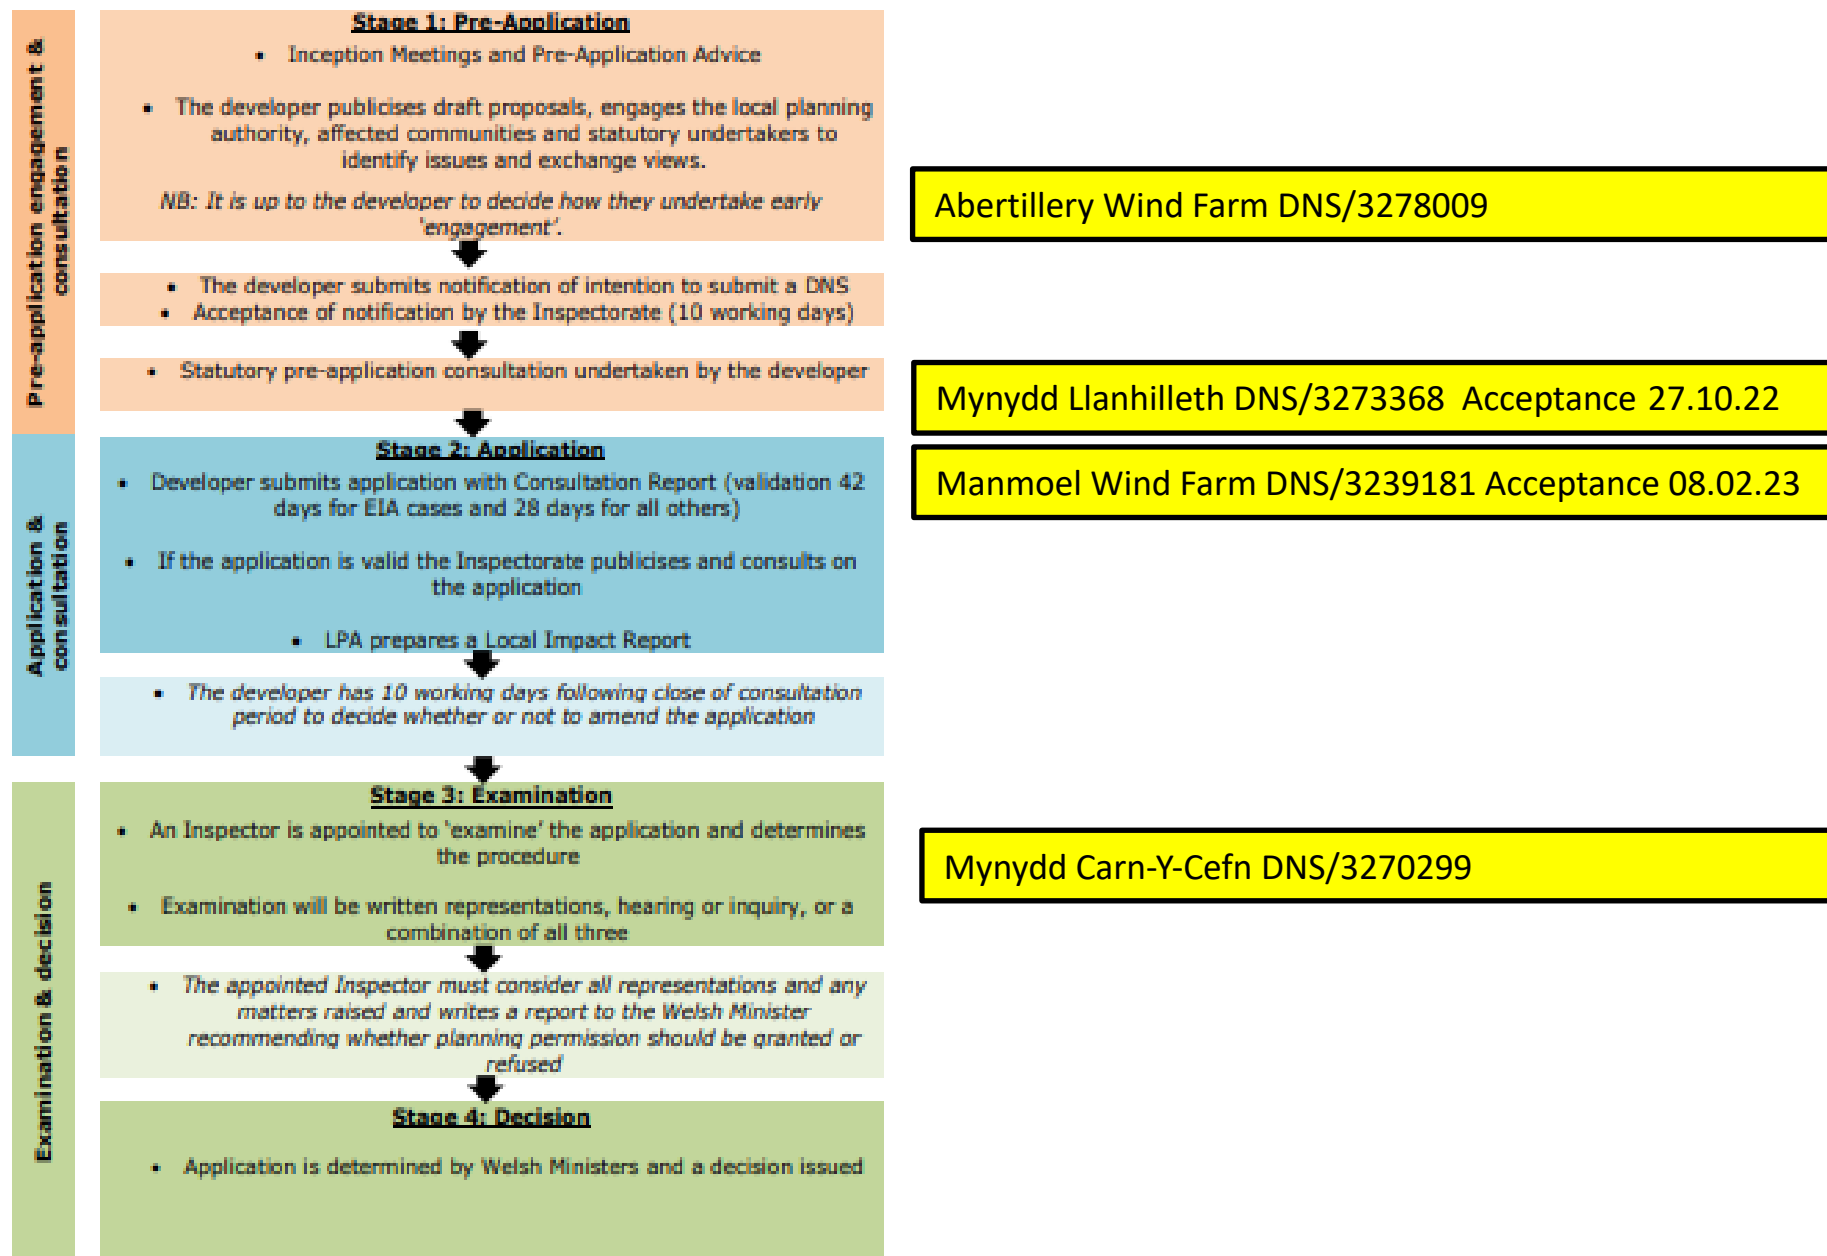 Pre-application engagement &
consultation
Stage 1: Pre-Application
• Inception Meetings and Pre-Application Advice
• The developer publicises draft proposals, engages the local planning
authority, affected communities and statutory undertakers to
identify issues and exchange views.
NB: It is up to the developer to decide how they undertake early
'engagement'.
Abertillery Wind Farm DNS/3278009
• The developer submits notification of intention to submit a DNS
• Acceptance of notification by the Inspectorate (10 working days)
• Statutory pre-application consultation undertaken by the developer
Mynydd Llanhilleth DNS/3273368 Acceptance 27.10.22
Application &
consultation
Stage 2: Application
• Developer submits application with Consultation Report (validation 42
days for EIA cases and 28 days for all others)
Manmoel Wind Farm DNS/3239181 Acceptance 08.02.23
• If the application is valid the Inspectorate publicises and consults on
the application
• LPA prepares a Local Impact Report
• The developer has 10 working days following close of consultation
period to decide whether or not to amend the application
Examination & decision
Stage 3: Examination
• An Inspector is appointed to 'examine' the application and determines
the procedure
Mynydd Carn-Y-Cefn DNS/3270299
• Examination will be written representations, hearing or inquiry, or a
combination of all three
• The appointed Inspector must consider all representations and any
matters raised and writes a report to the Welsh Minister
recommending whether planning permission should be granted or
refused
Stage 4: Decision
• Application is determined by Welsh Ministers and a decision issued